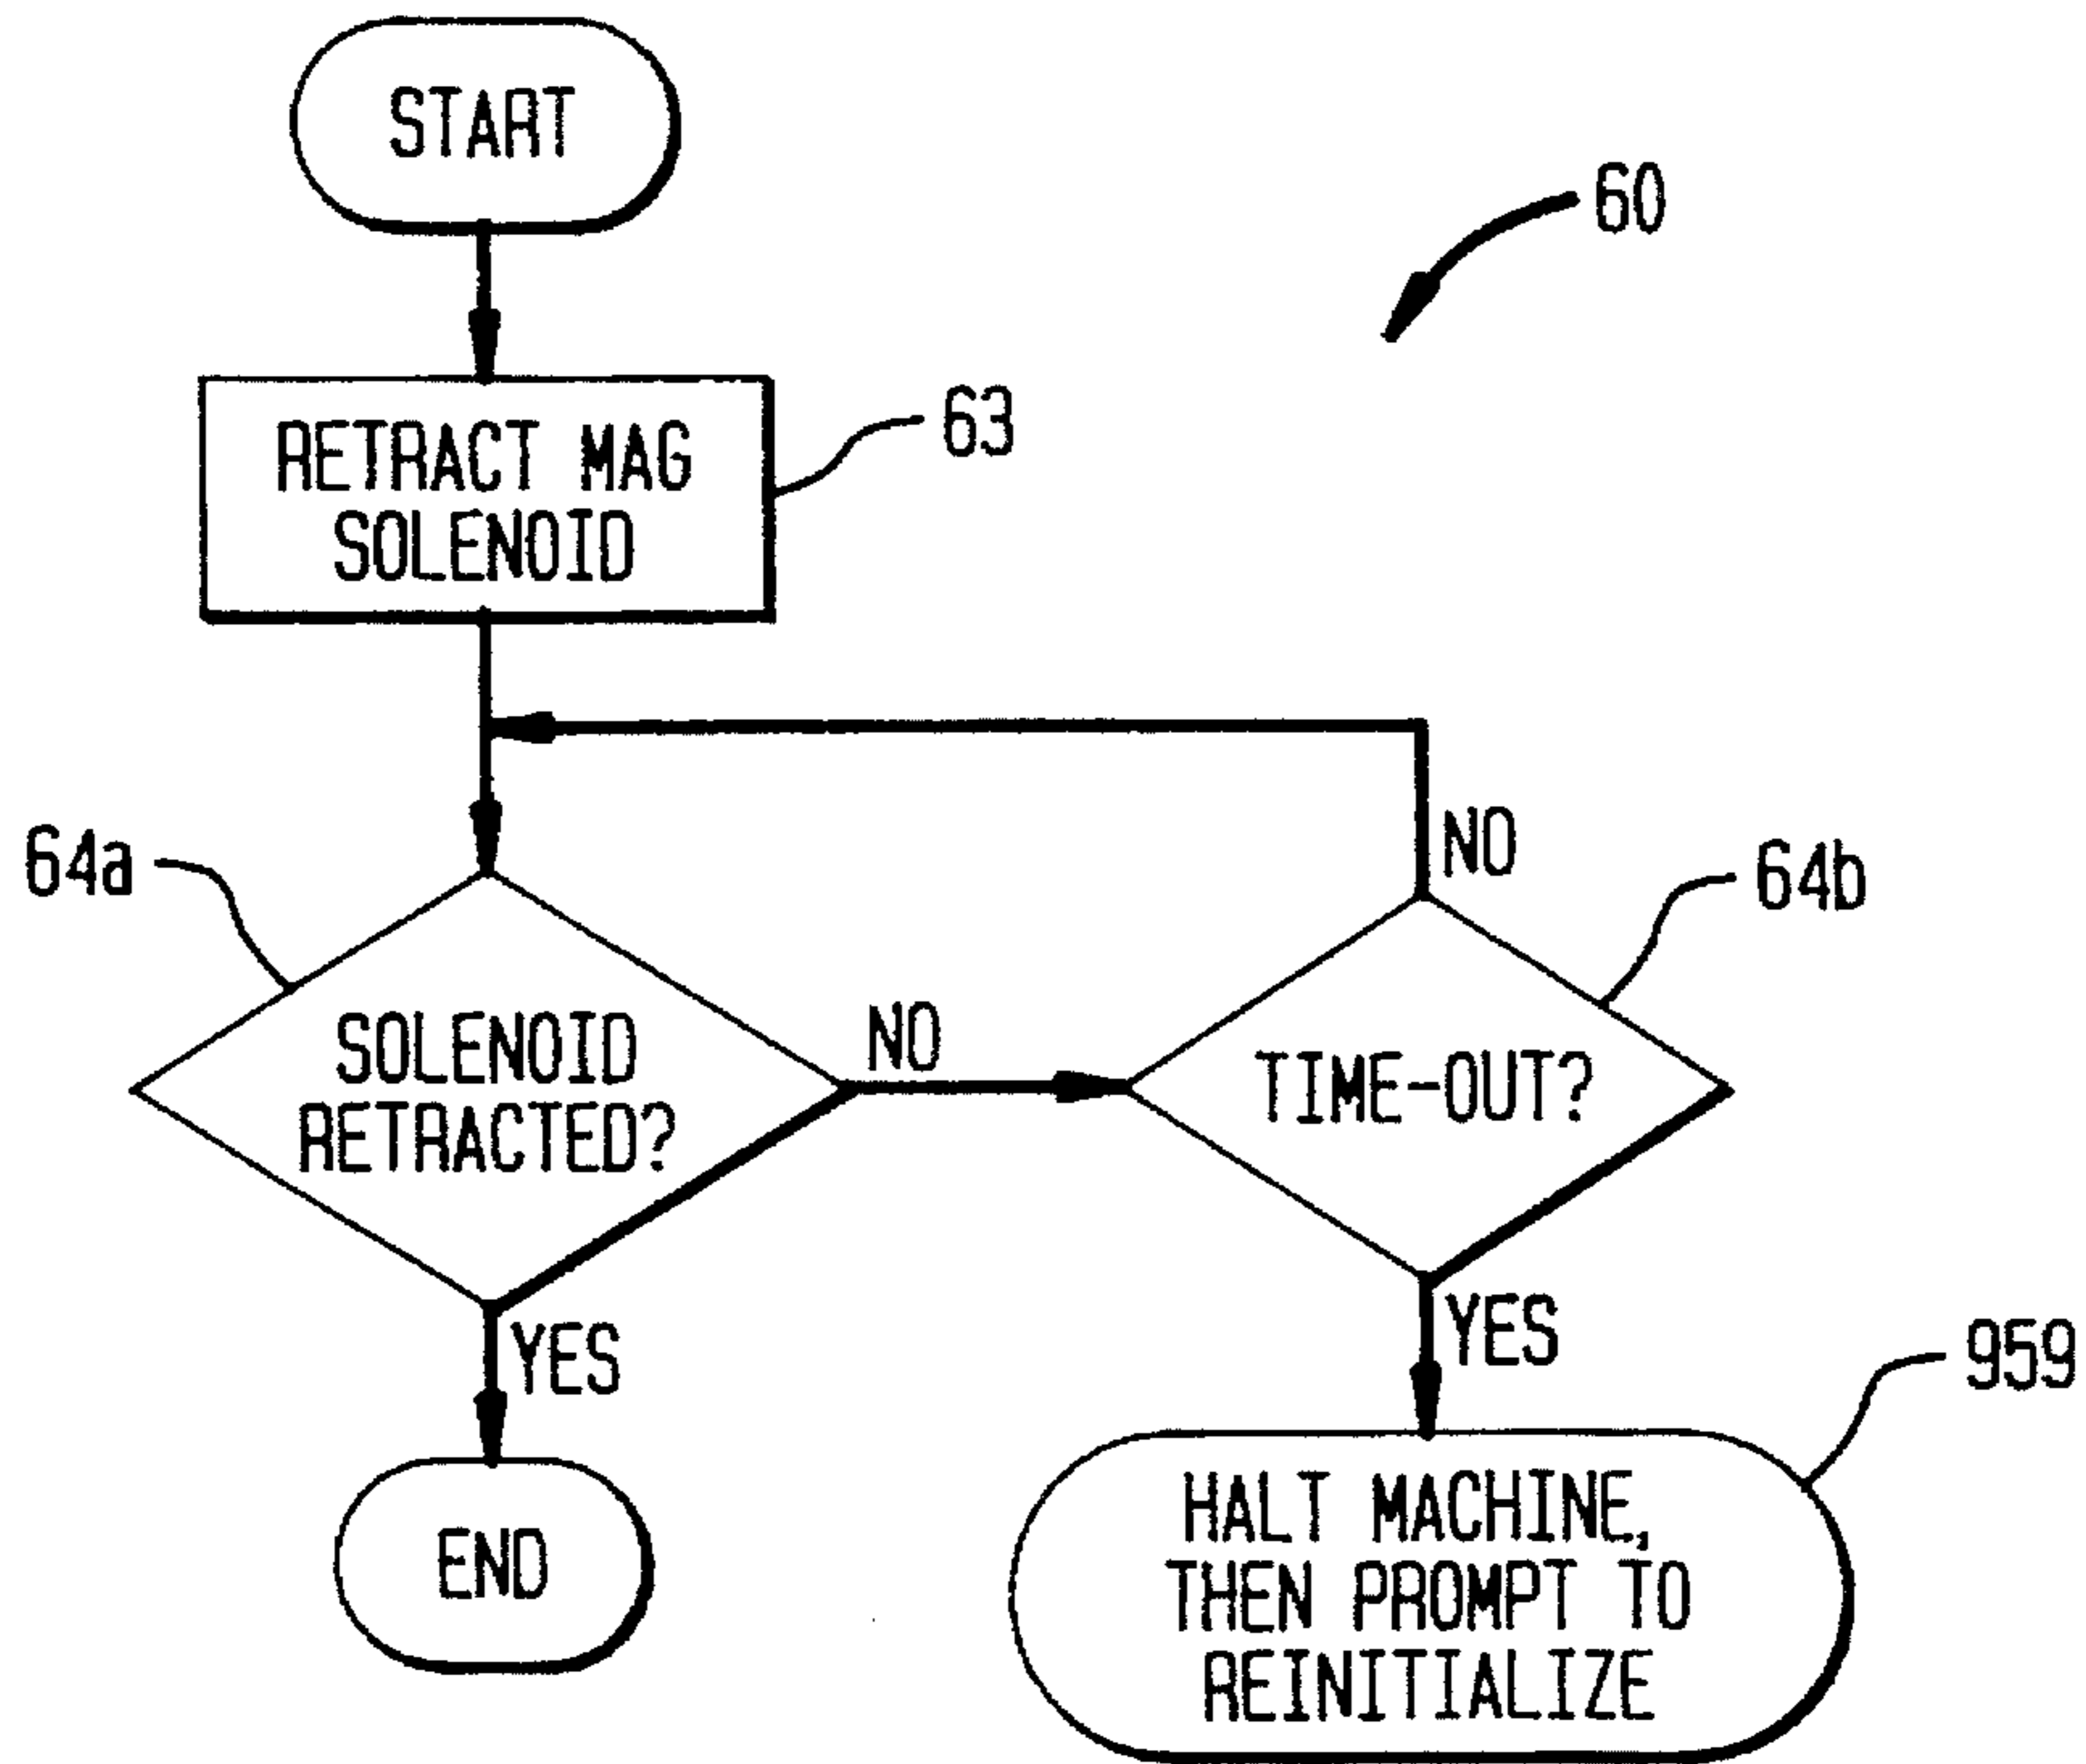 START
60
RETRACT MAG
SOLENOID
63
64a
NO
64b
SOLENOID
RETRACTED?
NO
TIME-OUT?
YES
YES
959
END
HALT MACHINE,
THEN PROMPT TO
REINITIALIZE